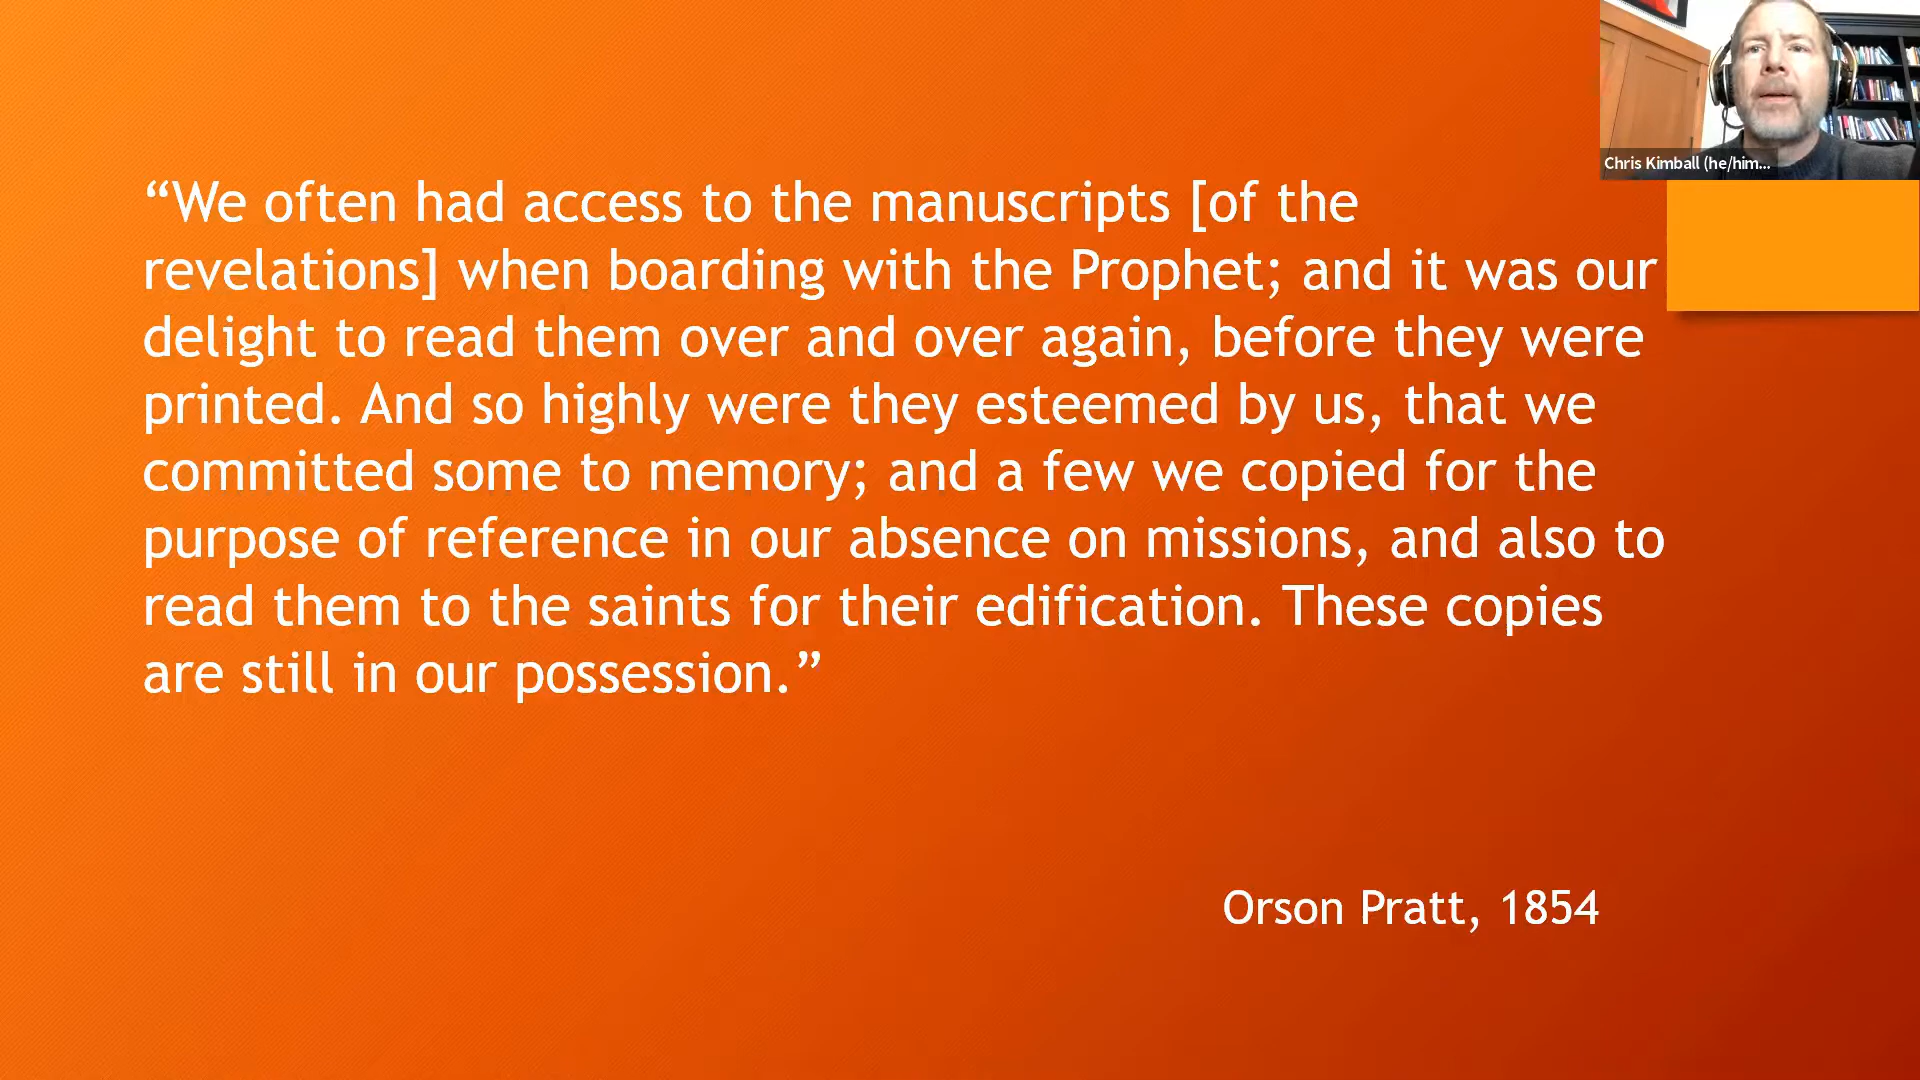 “We often had access to the manuscripts [of the
revelations] when boarding with the Prophet; and it was our
delight to read them over and over again, before they were
printed. And so highly were they esteemed by us, that we
committed some to memory; and a few we copied for the
purpose of reference in our absence on missions, and also to
read them to the saints for their edification. These copies
are still in our possession.”
Orson Pratt, 1854
Chris Kimball (he/him...